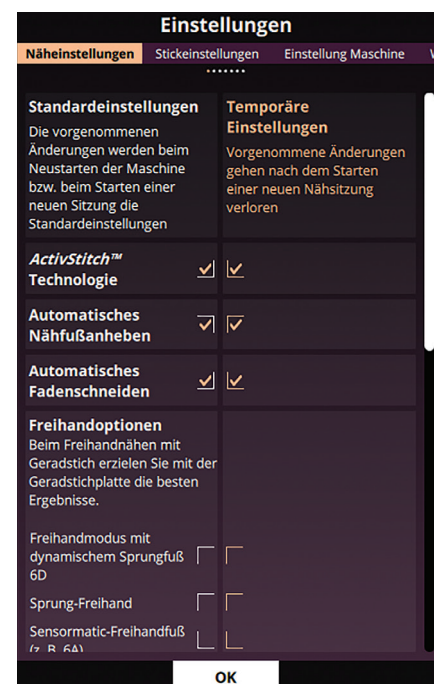 Einstellungen
Näheinstellungen Stickeinstellungen Einstellung Maschine
Standardeinstellungen
Die vorgenommenen
Änderungen werden beim
Neustarten der Maschine
bzw. beim Starten einer
neuen Sitzung die
Standardeinstellungen
Temporäre
Einstellungen
Vorgenommene Änderungen
gehen nach dem Starten
einer neuen Nähsitzung
verloren
ActivStitch™
Technologie
Automatisches
Nähfußanheben
Automatisches
Fadenschneiden
Freihandoptionen
Beim Freihandnähen mit
Geradstich erzielen Sie mit der
Geradstichplatte die besten
Ergebnisse.
Freihandmodus mit
dynamischem Sprungfuß
6D
Sprung-Freihand
Sensormatic-Freihandfuß
(z. B. 6A)
OK